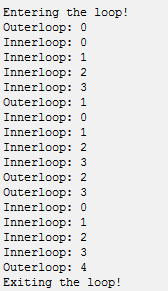 Entering the loop!
Outerloop: 0
Innerloop: 0
Innerloop: 1
Innerloop: 2
Innerloop: 3
Outerloop: 1
Innerloop: 0
Innerloop: 1
Innerloop: 2
Innerloop: 3
Outerloop: 2
Outerloop: 3
Innerloop: 0
Innerloop: 1
Innerloop: 2
Innerloop: 3
Outerloop: 4
Exiting the loop!